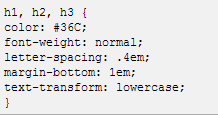 h1, h2, h3 {
color: #36C;
font-weight: normal;
letter-spacing: .4em;
margin-bottom: 1em;
text-transform: lowercase;
}